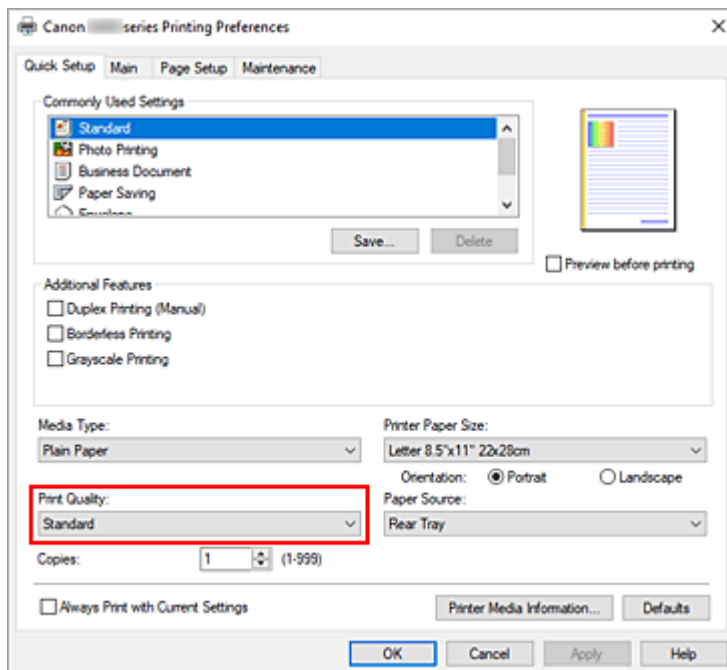 Canon series Printing Preferences
Quick Setup Main Page Setup Maintenance
Commonly Used Settings
Standard
Photo Printing
Business Document
Paper Saving
Save... Delete
Preview before printing
Additional Features
Duplex Printing (Manual)
Borderless Printing
Grayscale Printing
Media Type: Printer Paper Size:
Plain Paper Letter 8.5"x11" 22x28cm
Orientation: Portrait Landscape
Print Quality: Paper Source:
Standard Rear Tray
Copies: 1 (1-999)
Always Print with Current Settings Printer Media Information... Defaults
OK Cancel Apply Help